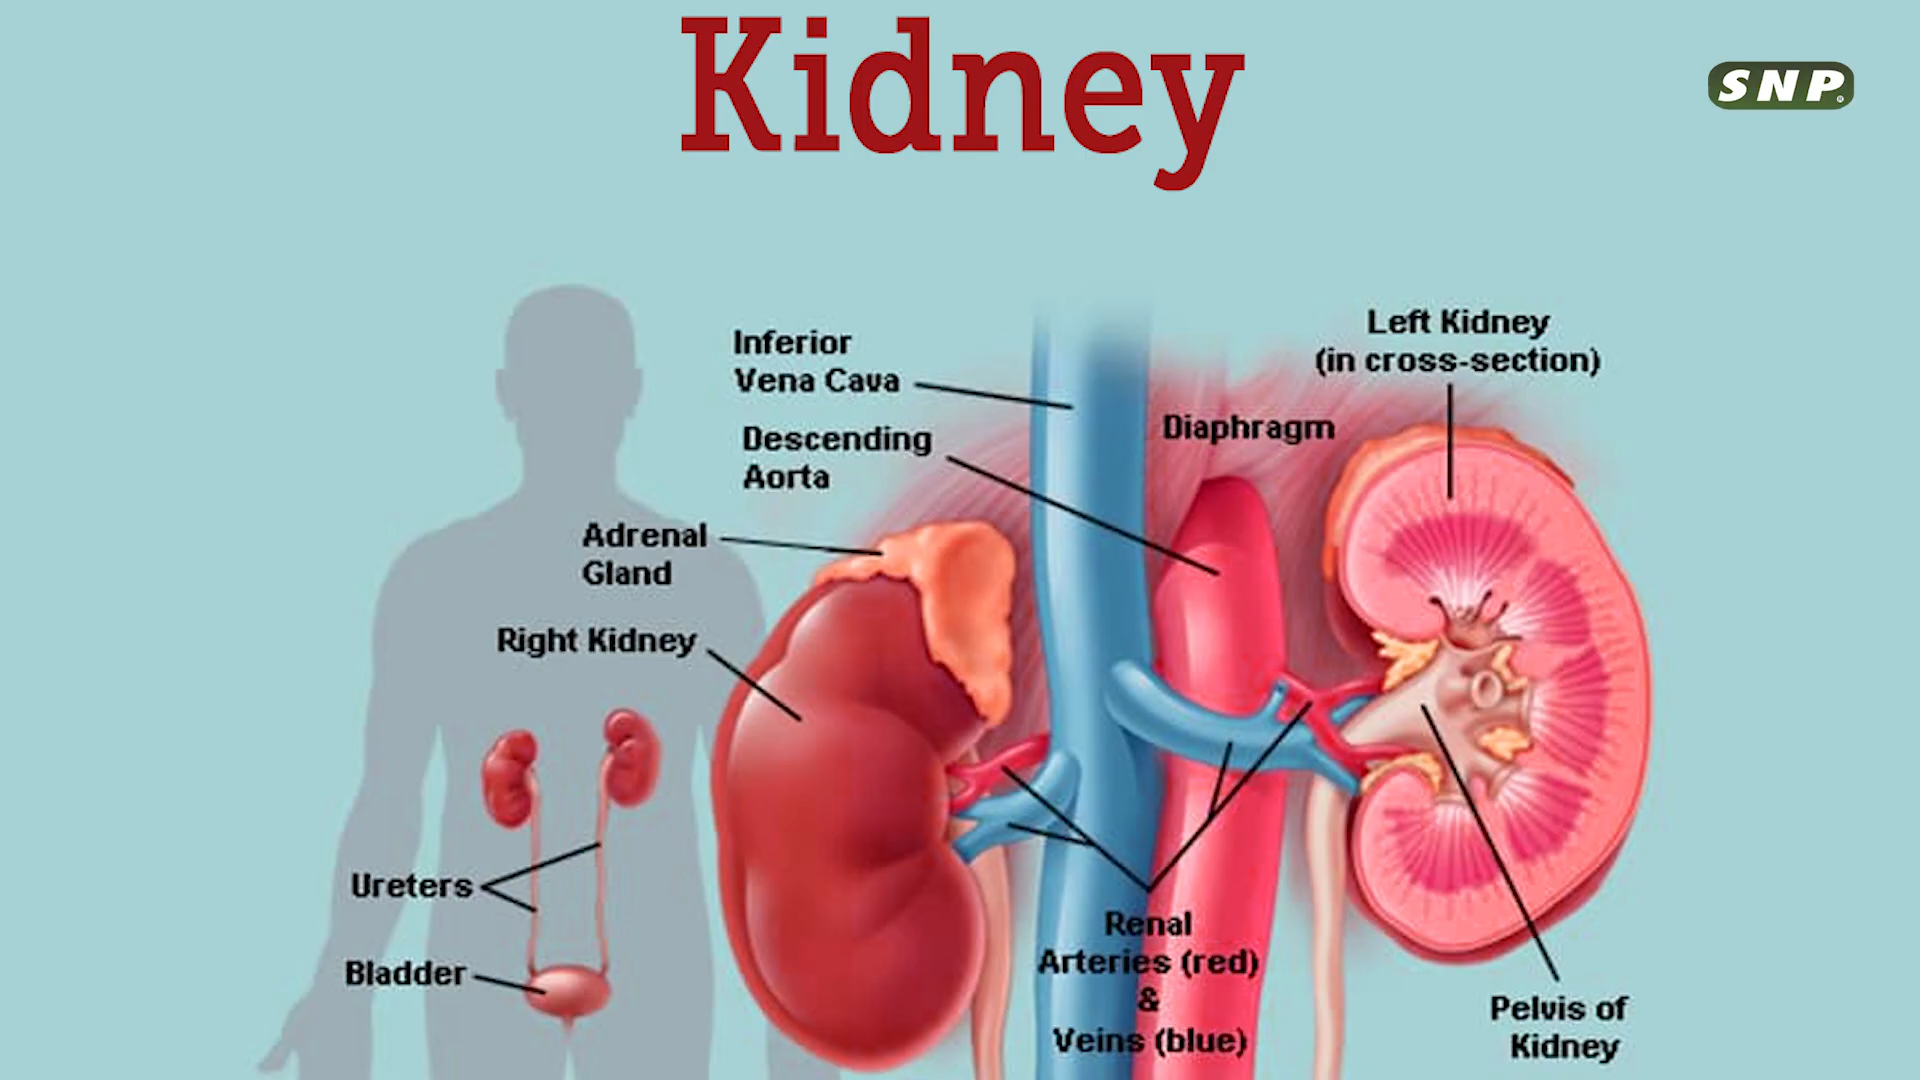 Kidney
SNP
Inferior
Vena Cava
Descending
Aorta
Adrenal
Gland
Right Kidney
Diaphragm
Left Kidney
(in cross-section)
Ureters
Bladder
Renal
Arteries (red)
&
Veins (blue)
Pelvis of
Kidney